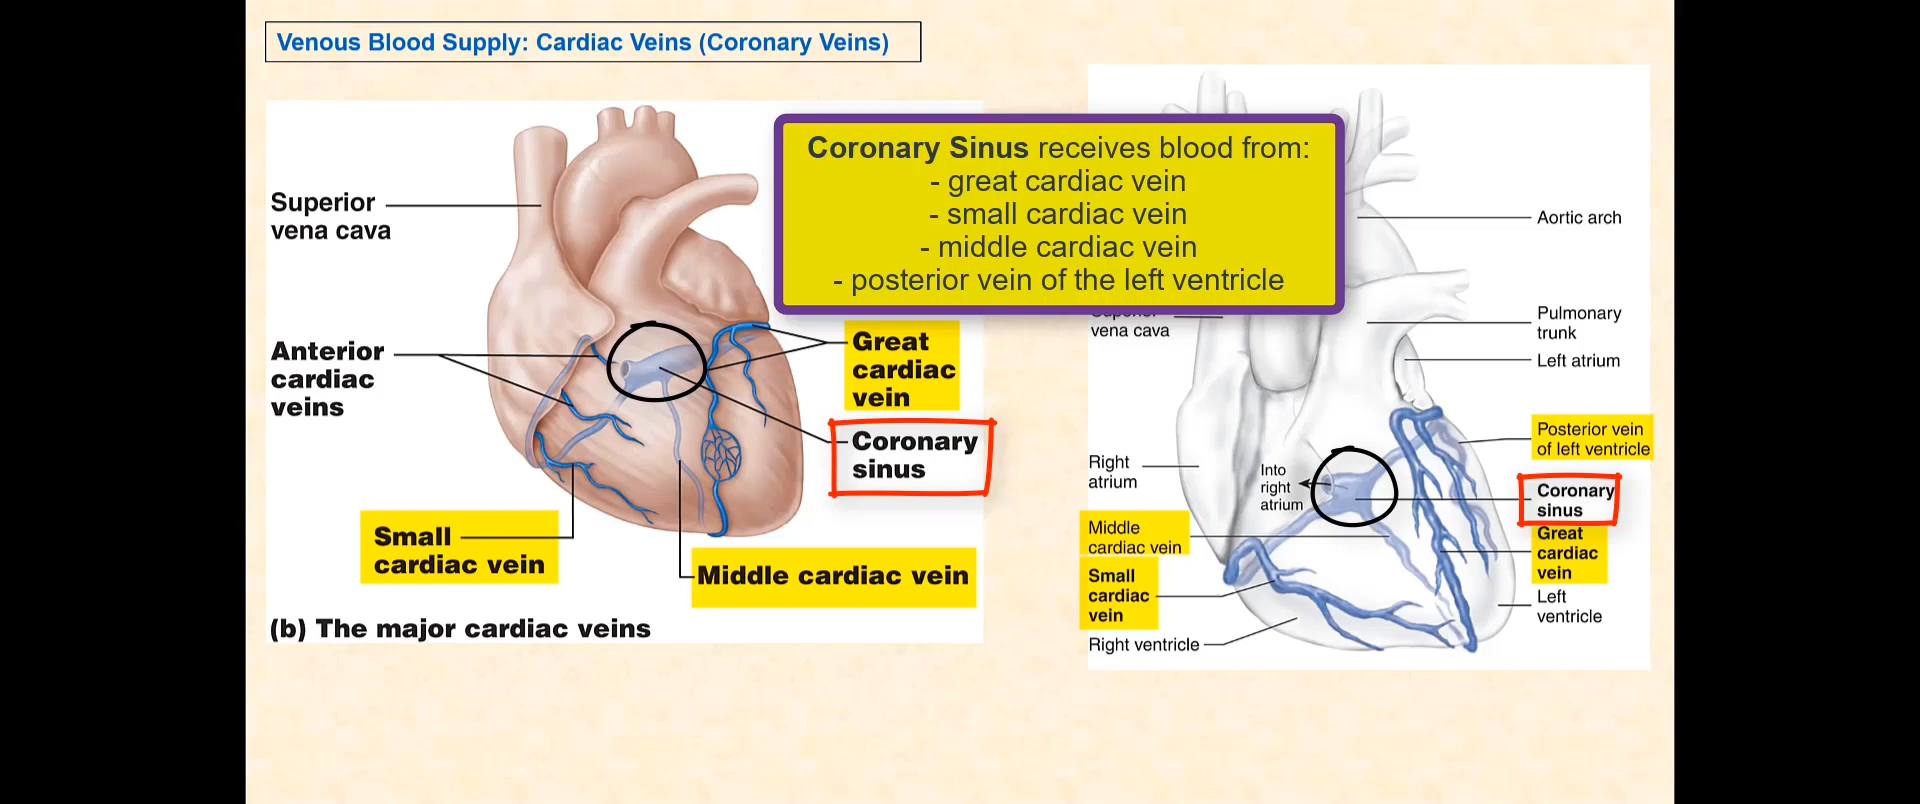 Venous Blood Supply: Cardiac Veins (Coronary Veins)
Coronary Sinus receives blood from:
- great cardiac vein
- small cardiac vein
- middle cardiac vein
- posterior vein of the left ventricle
Superior
vena cava
Anterior
cardiac
veins
Great
cardiac
vein
Coronary
sinus
Small
cardiac vein
Middle cardiac vein
(b) The major cardiac veins
Aortic arch
Superior
vena cava
Pulmonary
trunk
Left atrium
Posterior vein
of left ventricle
Right
atrium
Into
right
atrium
Coronary
sinus
Middle
cardiac vein
Great
cardiac
vein
Small
cardiac
vein
Left
ventricle
Right ventricle